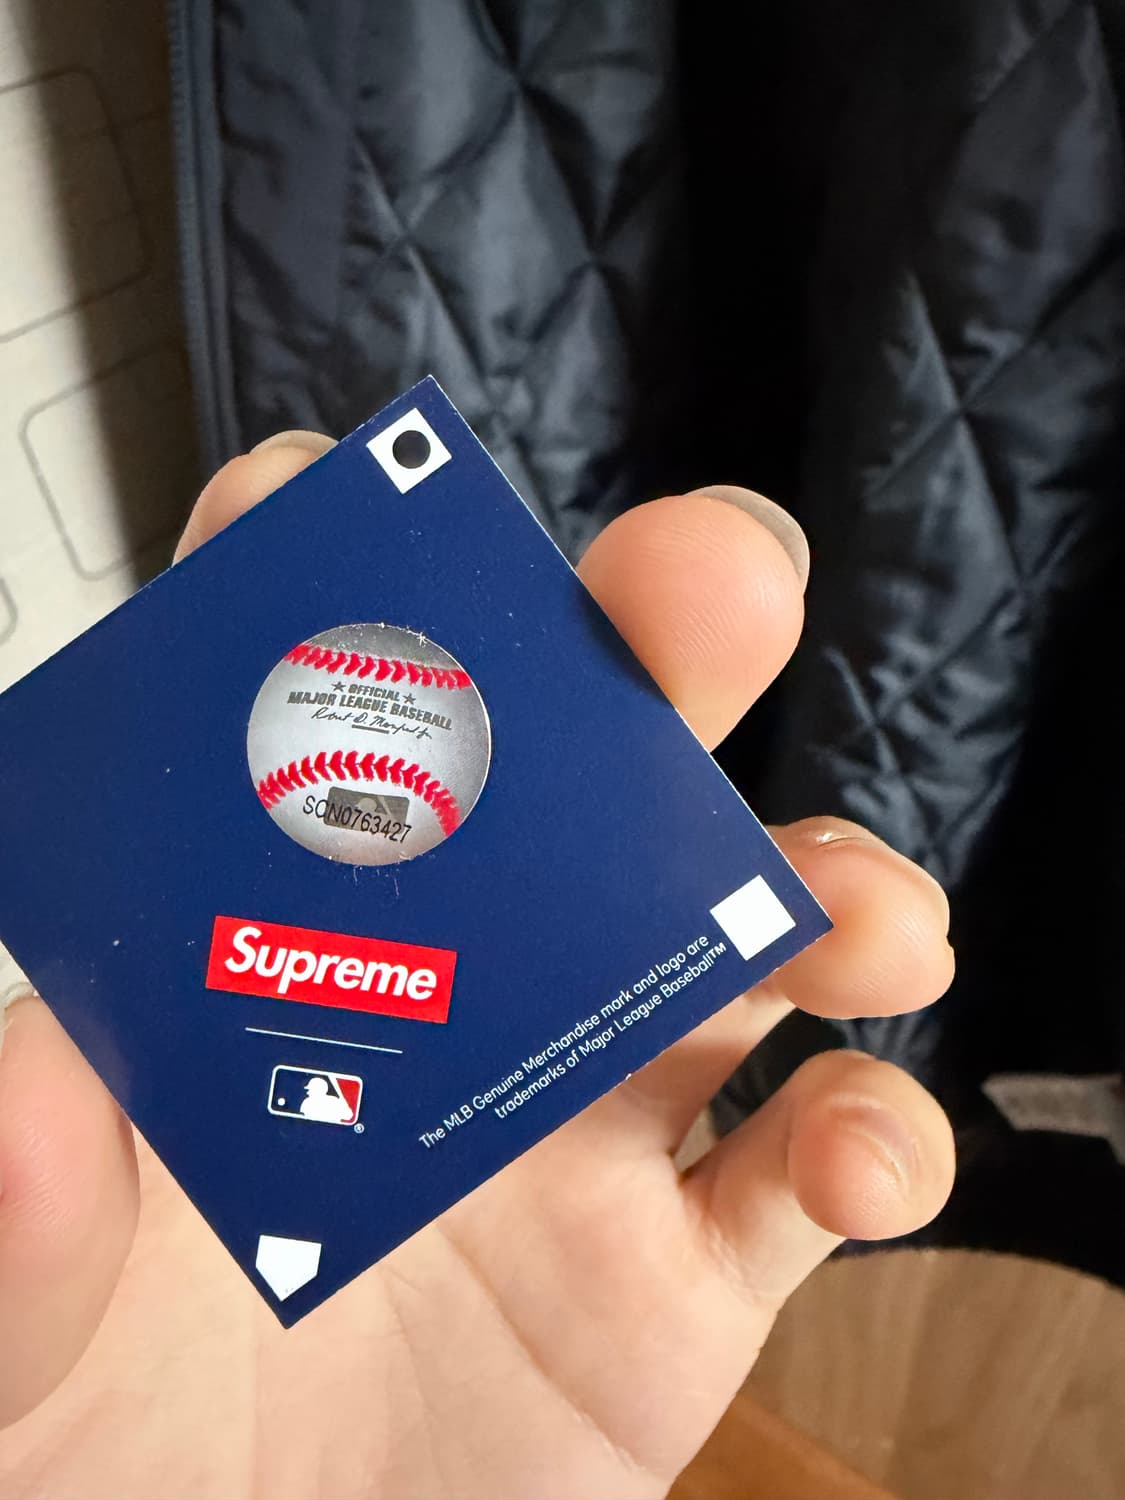 ★ OFFICIAL ★
MAJOR LEAGUE BASEBALL
SCN0763427
Supreme
®
The MLB Genuine Merchandise mark and logo are
trademarks of Major League Baseball™